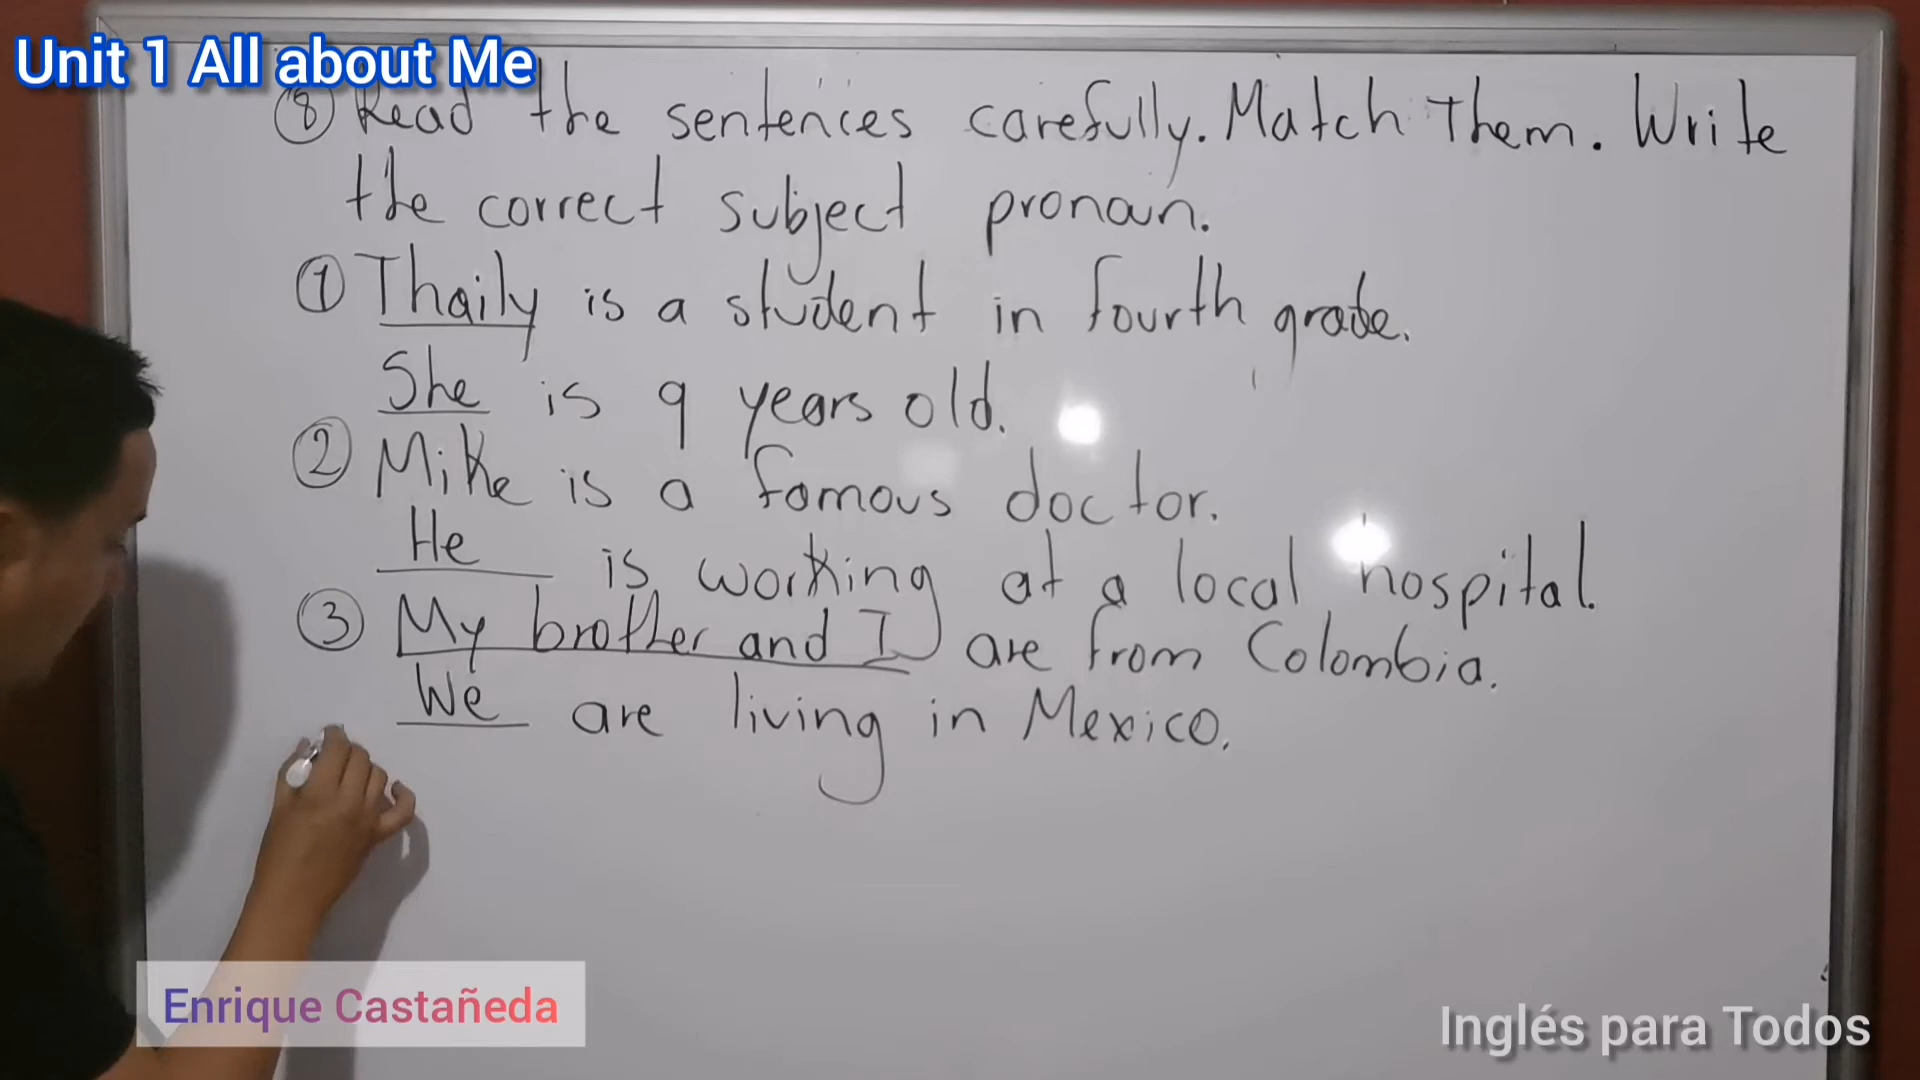 Unit 1 All about Me
⑧ Read the sentences carefully. Match them. Write
the correct subject pronoun.
① Thaily is a student in fourth grade.
She is 9 years old.
② Mike is a famous doctor.
He is working at a local hospital.
③ My brother and I are from Colombia.
We are living in Mexico.
Enrique Castañeda
Inglés para Todos